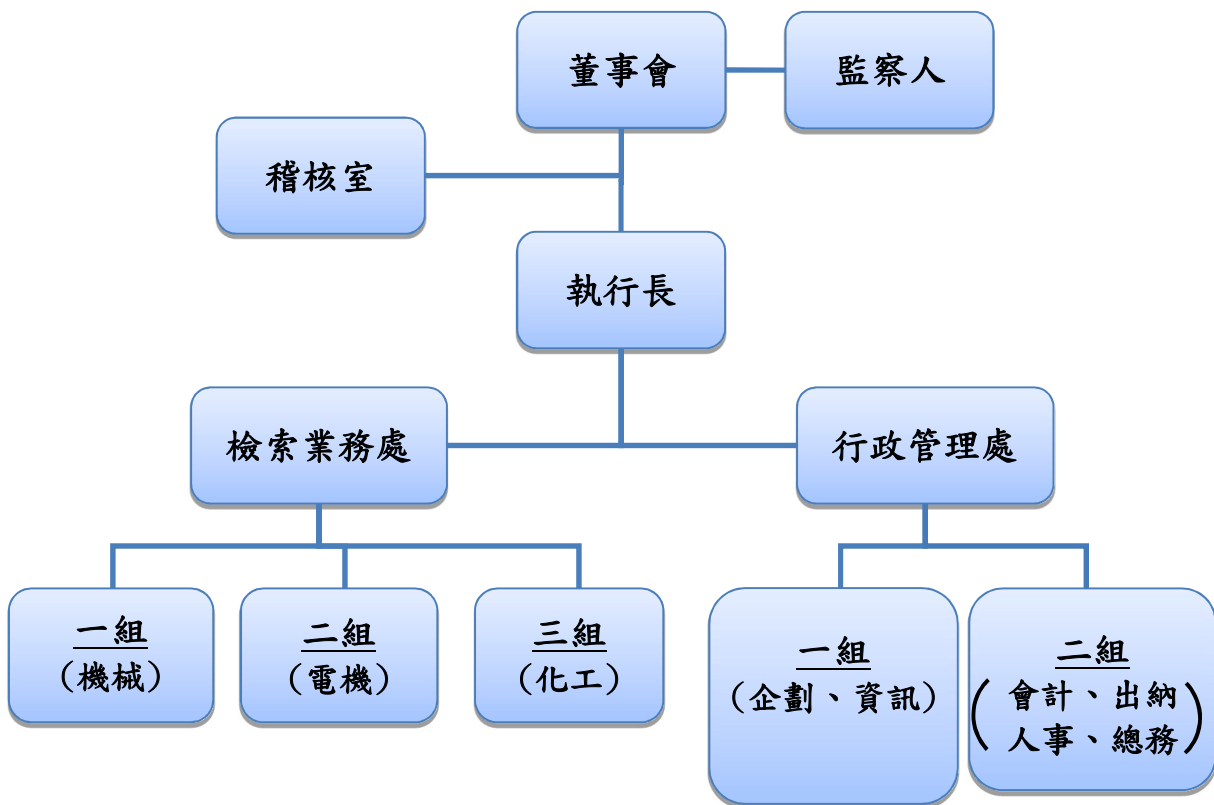 董事會
監察人
稽核室
執行長
檢索業務處
行政管理處
一組
(機械)
二組
(電機)
三組
(化工)
一組
(企劃、資訊)
二組
(會計、出納
人事、總務)